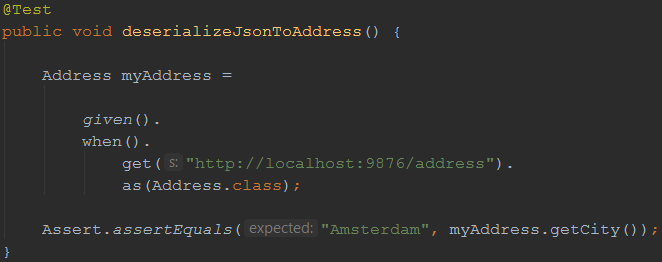 @Test
public void deserializeJsonToAddress() {
Address myAddress =
given().
when().
get( s: "http://localhost:9876/address").
as(Address.class);
Assert.assertEquals( expected: "Amsterdam", myAddress.getCity());
}